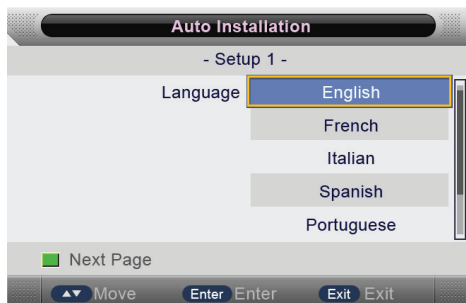 Auto Installation
- Setup 1 -
Language English
French
Italian
Spanish
Portuguese
Next Page
▲▼ Move Enter Enter Exit Exit